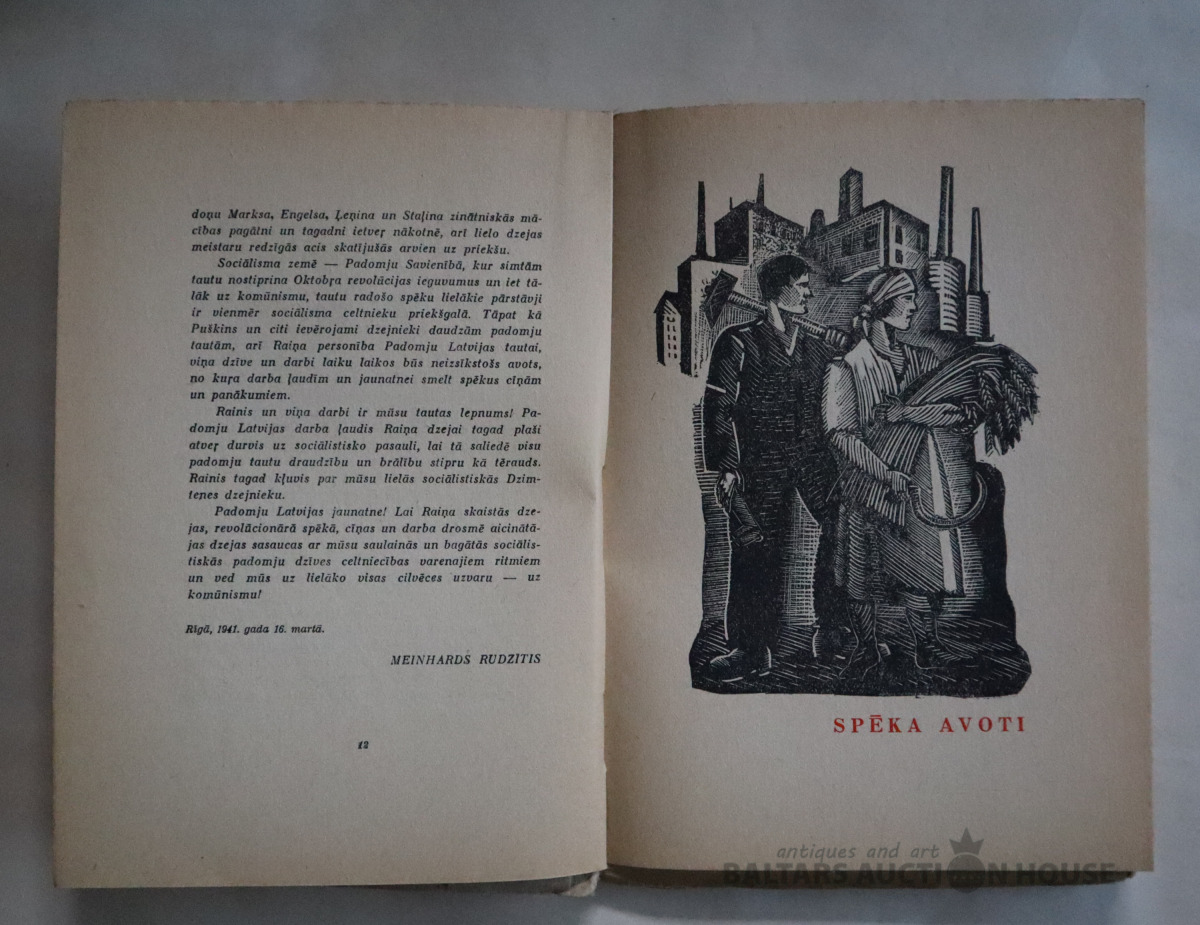 doņu Marksa, Engelsa, Ļeņina un Staļina zinātniskās mā-
cības pagātni un tagadni ietveŗ nākotnē, arī lielo dzejas
meistaru redzīgās acis skatījušās arvien uz priekšu.
Sociālisma zemē — Padomju Savienībā, kur simtām
tautu nostiprina Oktobŗa revolūcijas ieguvumus un iet tā-
lāk uz komūnismu, tautu radošo spēku lielākie pārstāvji
ir vienmēr sociālisma celtnieku priekšgalā. Tāpat kā
Puškins un citi ievērojami dzejnieki daudzām padomju
tautām, arī Raiņa personība Padomju Latvijas tautai,
viņa dzīve un darbi laiku laikos būs neizsīkstošs avots,
no kuŗa darba ļaudīm un jaunatnei smelt spēkus cīņām
un panākumiem.
Rainis un viņa darbi ir mūsu tautas lepnums! Pa-
domju Latvijas darba ļaudis Raiņa dzejai tagad plaši
atveŗ durvis uz sociālistisko pasauli, lai tā saliedē visu
padomju tautu draudzību un brālību stipru kā tērauds.
Rainis tagad kļuvis par mūsu lielās sociālistiskās Dzim-
tenes dzejnieku.
Padomju Latvijas jaunatne! Lai Raiņa skaistās dze-
jas, revolūcionārā spēkā, cīņas un darba drosmē aicinātā-
jas dzejas sasaucas ar mūsu saulainās un bagātās sociālis-
tiskās padomju dzīves celtniecības varenajiem ritmiem
un ved mūs uz lielāko visas cilvēces uzvaru — uz
komūnismu!
Rīgā, 1941. gada 16. martā.
MEINHARDS RUDZĪTIS
12
SPĒKA AVOTI
antiques and art
BALTARS AUCTION HOUSE